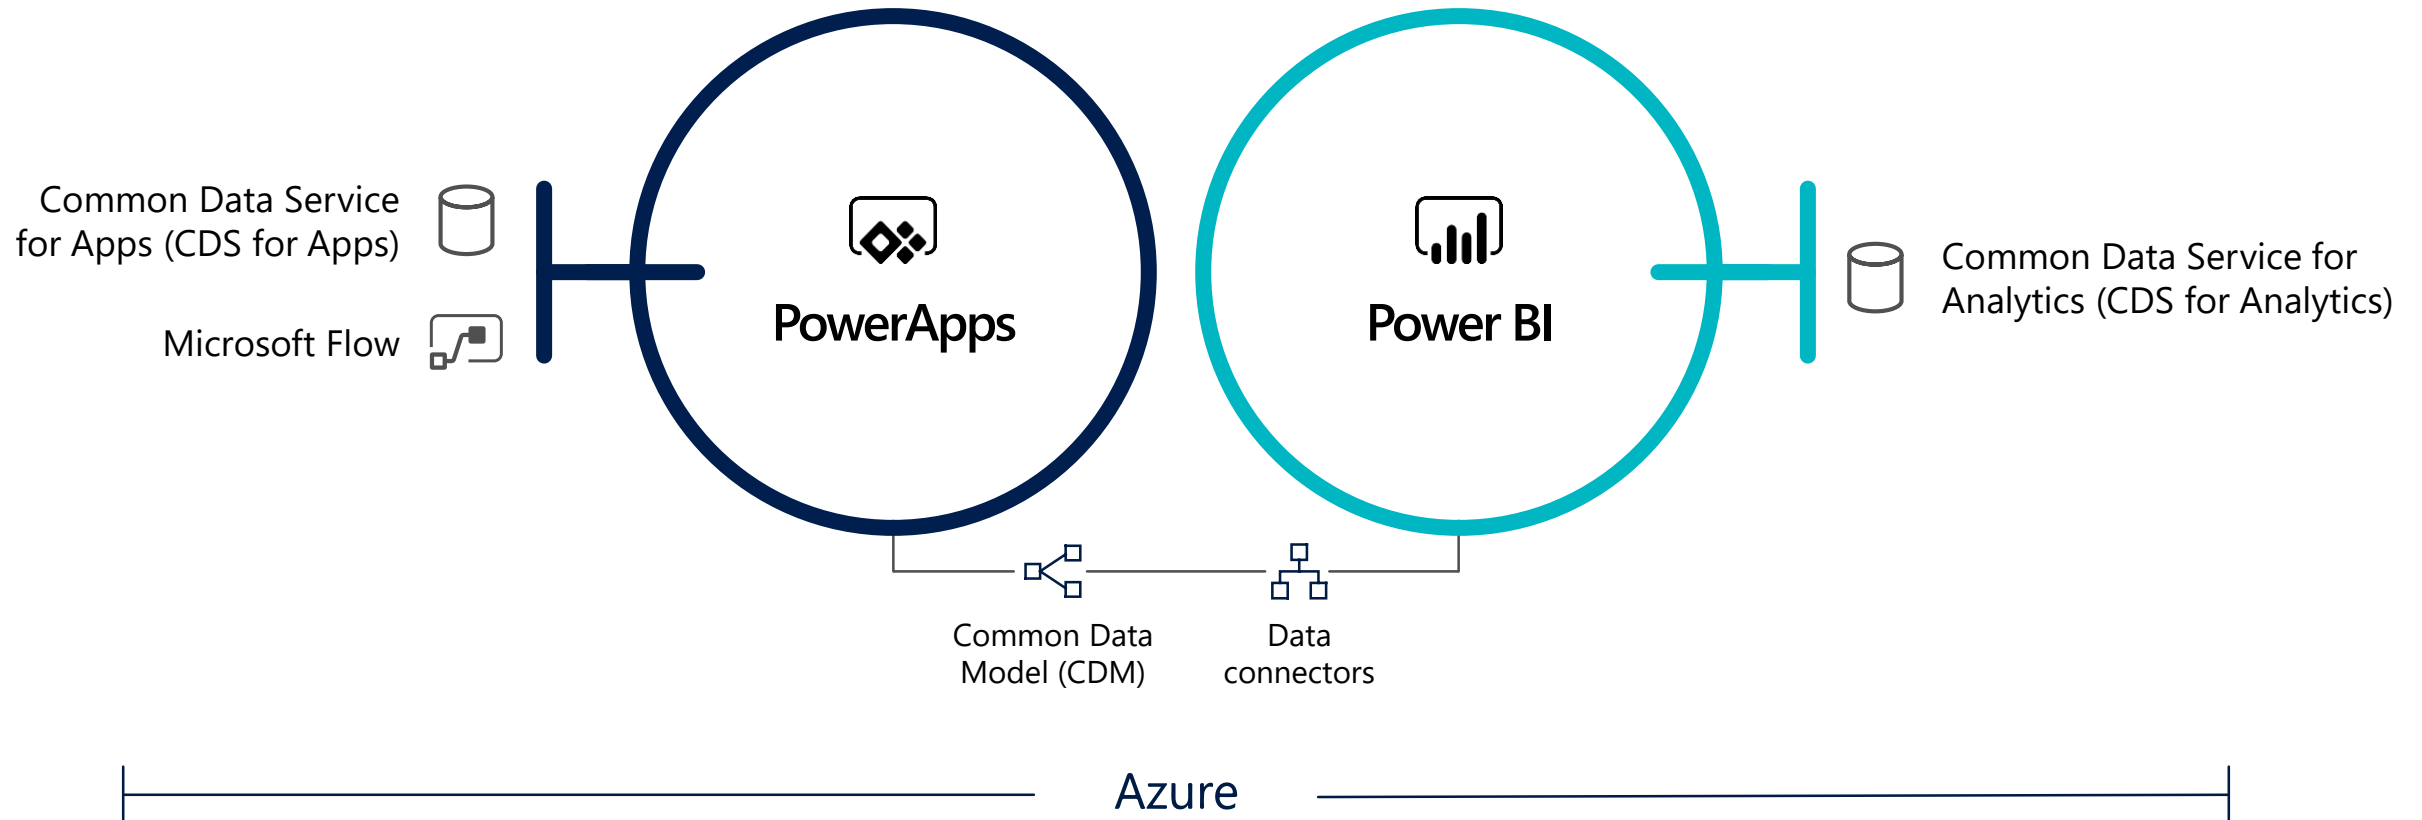 Common Data Service
for Apps (CDS for Apps)
Microsoft Flow
PowerApps
Power BI
Common Data Service for
Analytics (CDS for Analytics)
Common Data
Model (CDM)
Data
connectors
Azure